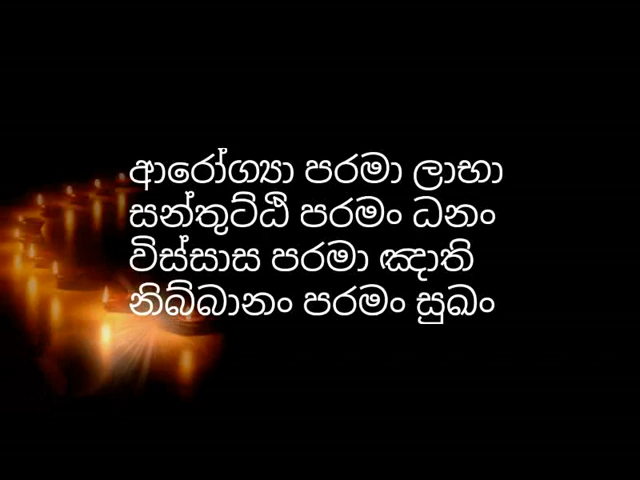 ආරෝග්‍යා පරමා ලාභා
සන්තුට්ඨි පරමං ධනං
විස්සාස පරමා ඤාති
නිබ්බානං පරමං සුඛං